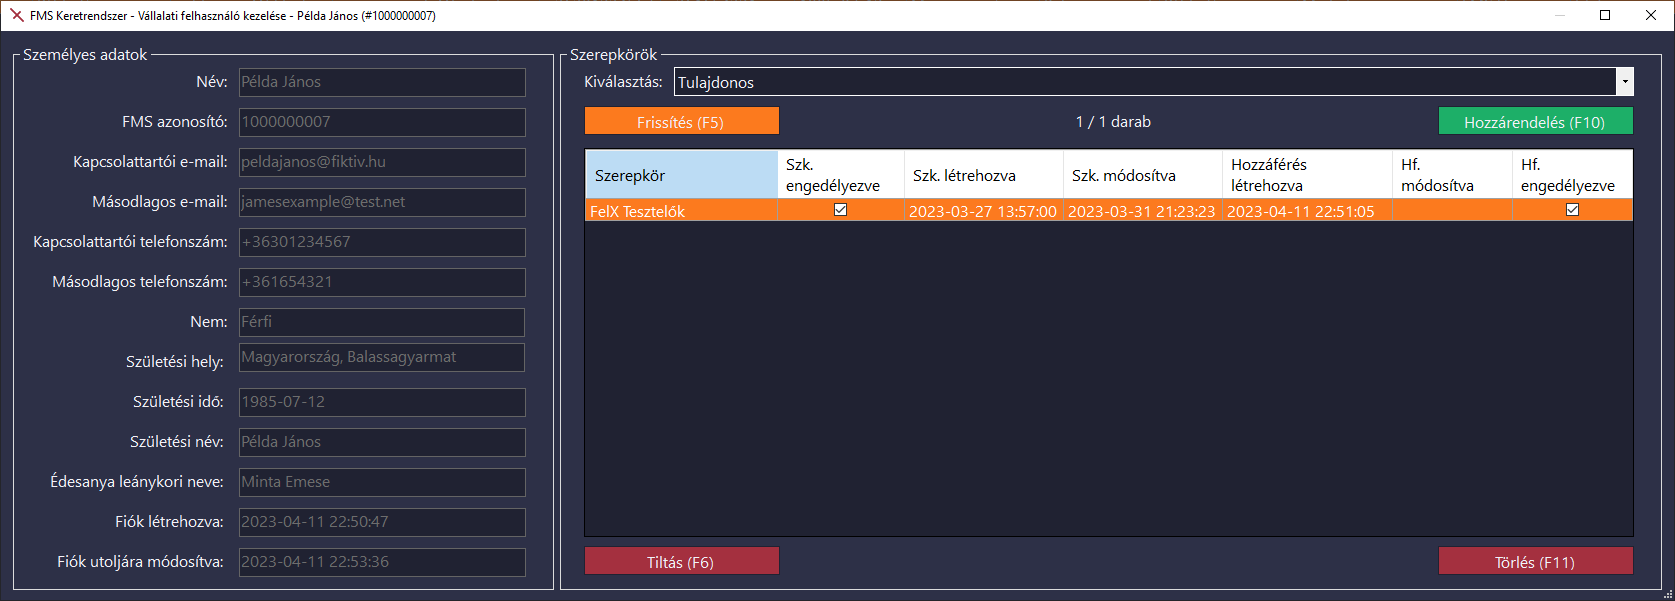 FMS Keretrendszer - Vállalati felhasználó kezelése - Példa János (#1000000007)
Személyes adatok
Név: Példa János
FMS azonosító: 1000000007
Kapcsolattartói e-mail: peldajanos@fiktiv.hu
Másodlagos e-mail: jamesexample@test.net
Kapcsolattartói telefonszám: +36301234567
Másodlagos telefonszám: +361654321
Nem: Férfi
Születési hely: Magyarország, Balassagyarmat
Születési idő: 1985-07-12
Születési név: Példa János
Édesanya leánykori neve: Minta Emese
Fiók létrehozva: 2023-04-11 22:50:47
Fiók utoljára módosítva: 2023-04-11 22:53:36
Szerepkörök
Kiválasztás: Tulajdonos
Frissítés (F5) 1 / 1 darab Hozzárendelés (F10)
Szerepkör Szk. engedélyezve Szk. létrehozva Szk. módosítva Hozzáférés létrehozva Hf. módosítva Hf. engedélyezve
FelX Tesztelők 2023-03-27 13:57:00 2023-03-31 21:23:23 2023-04-11 22:51:05
Tiltás (F6) Törlés (F11)